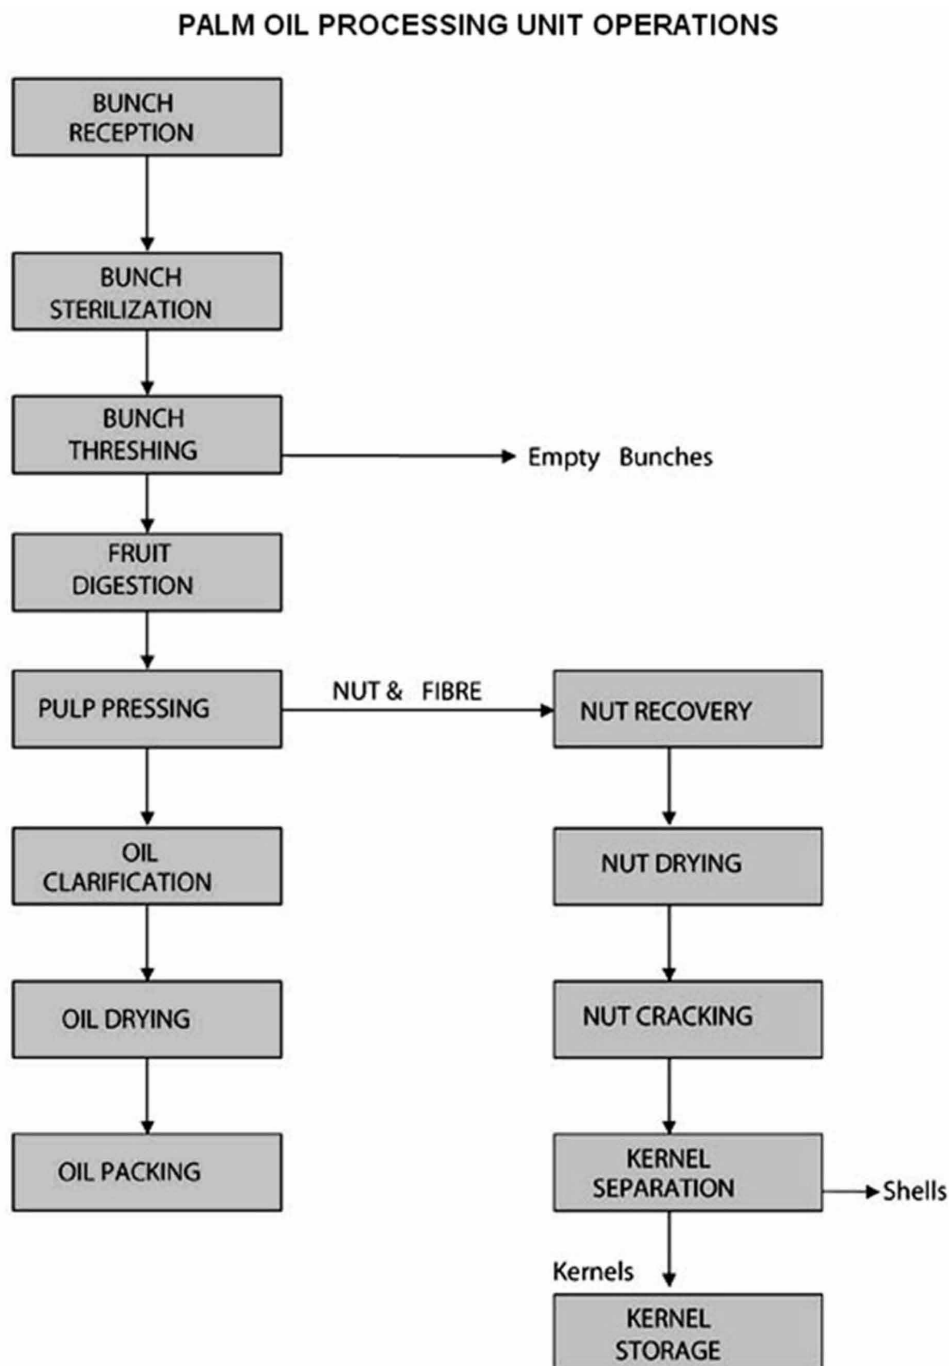 PALM OIL PROCESSING UNIT OPERATIONS
BUNCH
RECEPTION
BUNCH
STERILIZATION
BUNCH
THRESHING
Empty Bunches
FRUIT
DIGESTION
PULP PRESSING
NUT & FIBRE
NUT RECOVERY
OIL
CLARIFICATION
NUT DRYING
OIL DRYING
NUT CRACKING
OIL PACKING
KERNEL
SEPARATION
Shells
Kernels
KERNEL
STORAGE